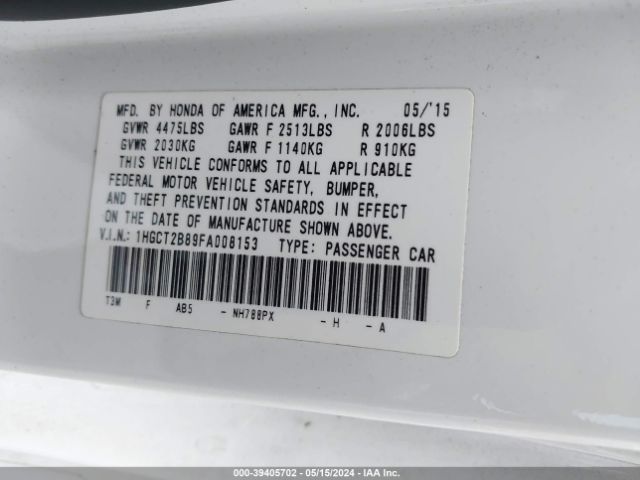 MFD. BY HONDA OF AMERICA MFG., INC. 05/'15
GVWR 4475LBS GAWR F 2513LBS R 2006LBS
GVWR 2030KG GAWR F 1140KG R 910KG
THIS VEHICLE CONFORMS TO ALL APPLICABLE
FEDERAL MOTOR VEHICLE SAFETY, BUMPER,
AND THEFT PREVENTION STANDARDS IN EFFECT
ON THE DATE OF MANUFACTURE SHOWN ABOVE.
V.I.N.: 1HGCT2B89FA008153 TYPE: PASSENGER CAR
T3M F AB5 - NH788PX - H - A
000-39405702 - 05/15/2024 - IAA Inc.